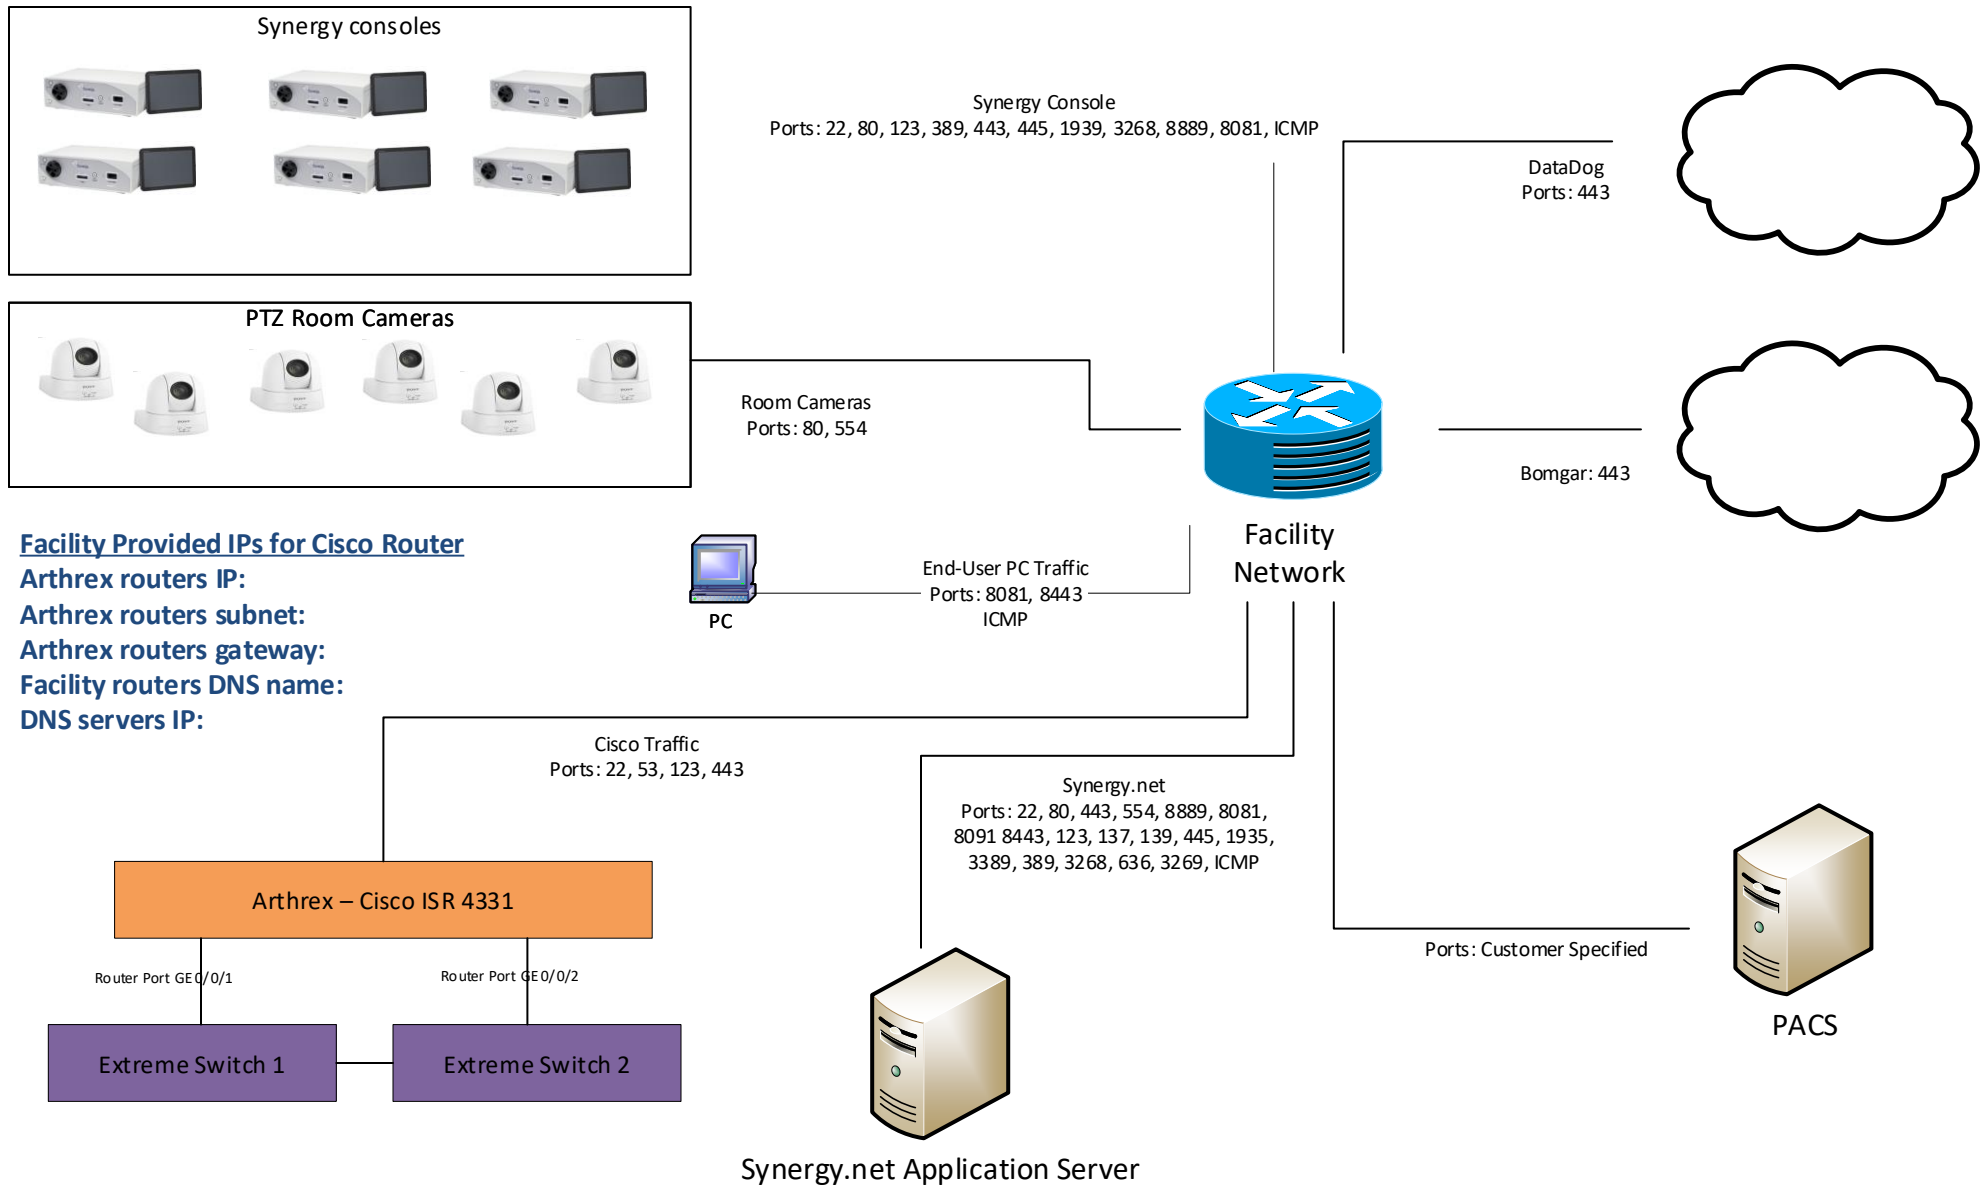 Synergy consoles
Synergy Console
Ports: 22, 80, 123, 389, 443, 445, 1939, 3268, 8889, 8081, ICMP
DataDog
Ports: 443
PTZ Room Cameras
Room Cameras
Ports: 80, 554
Bomgar: 443
Facility
Network
Facility Provided IPs for Cisco Router
Arthrex routers IP:
Arthrex routers subnet:
Arthrex routers gateway:
Facility routers DNS name:
DNS servers IP:
PC
End-User PC Traffic
Ports: 8081, 8443
ICMP
Cisco Traffic
Ports: 22, 53, 123, 443
Synergy.net
Ports: 22, 80, 443, 554, 8889, 8081,
8091 8443, 123, 137, 139, 445, 1935,
3389, 389, 3268, 636, 3269, ICMP
Arthrex – Cisco ISR 4331
Router Port GE0/0/1
Router Port GE0/0/2
Extreme Switch 1
Extreme Switch 2
Ports: Customer Specified
PACS
Synergy.net Application Server